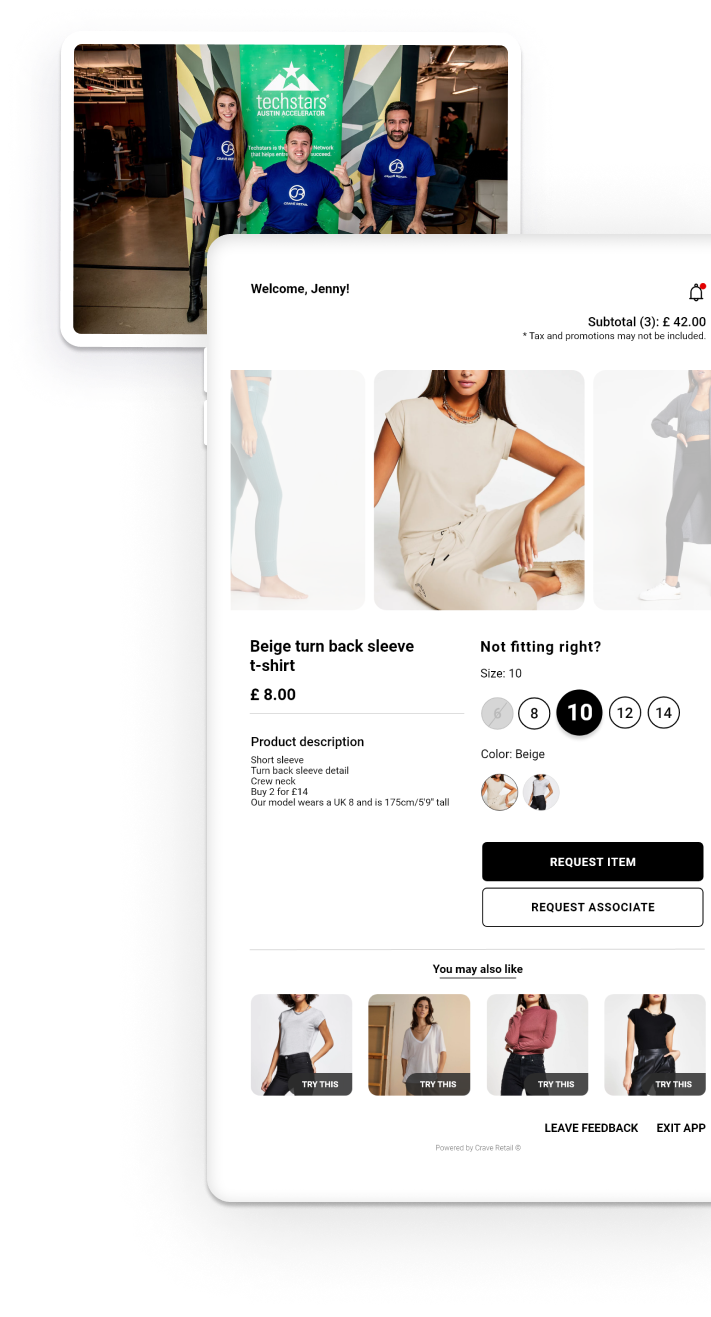 techstars
AUSTIN ACCELERATOR
Techstars is the Network
that helps succeed.
CRAVE RETAIL
Welcome, Jenny!
Subtotal (3): £ 42.00
* Tax and promotions may not be included.
Beige turn back sleeve
t-shirt
£ 8.00
Product description
Short sleeve
Turn back sleeve detail
Crew neck
Buy 2 for £14
Our model wears a UK 8 and is 175cm/5'9" tall
Not fitting right?
Size: 10
6 8 10 12 14
Color: Beige
REQUEST ITEM
REQUEST ASSOCIATE
You may also like
TRY THIS TRY THIS TRY THIS TRY THIS
LEAVE FEEDBACK EXIT APP
Powered by Crave Retail ©